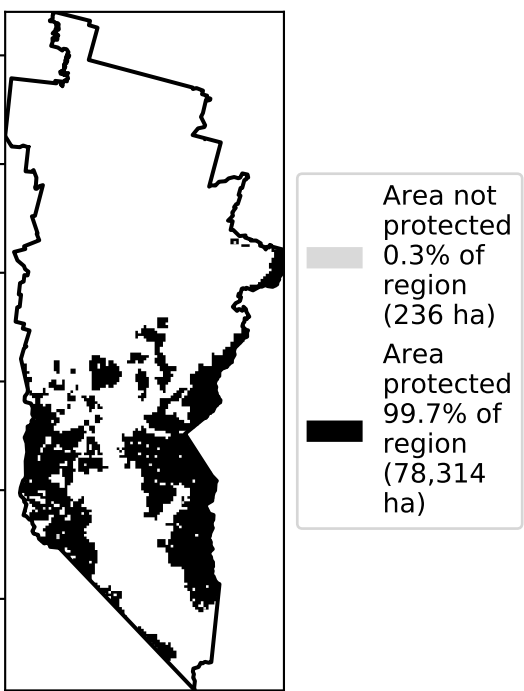 Area not
protected
0.3% of
region
(236 ha)
Area
protected
99.7% of
region
(78,314
ha)